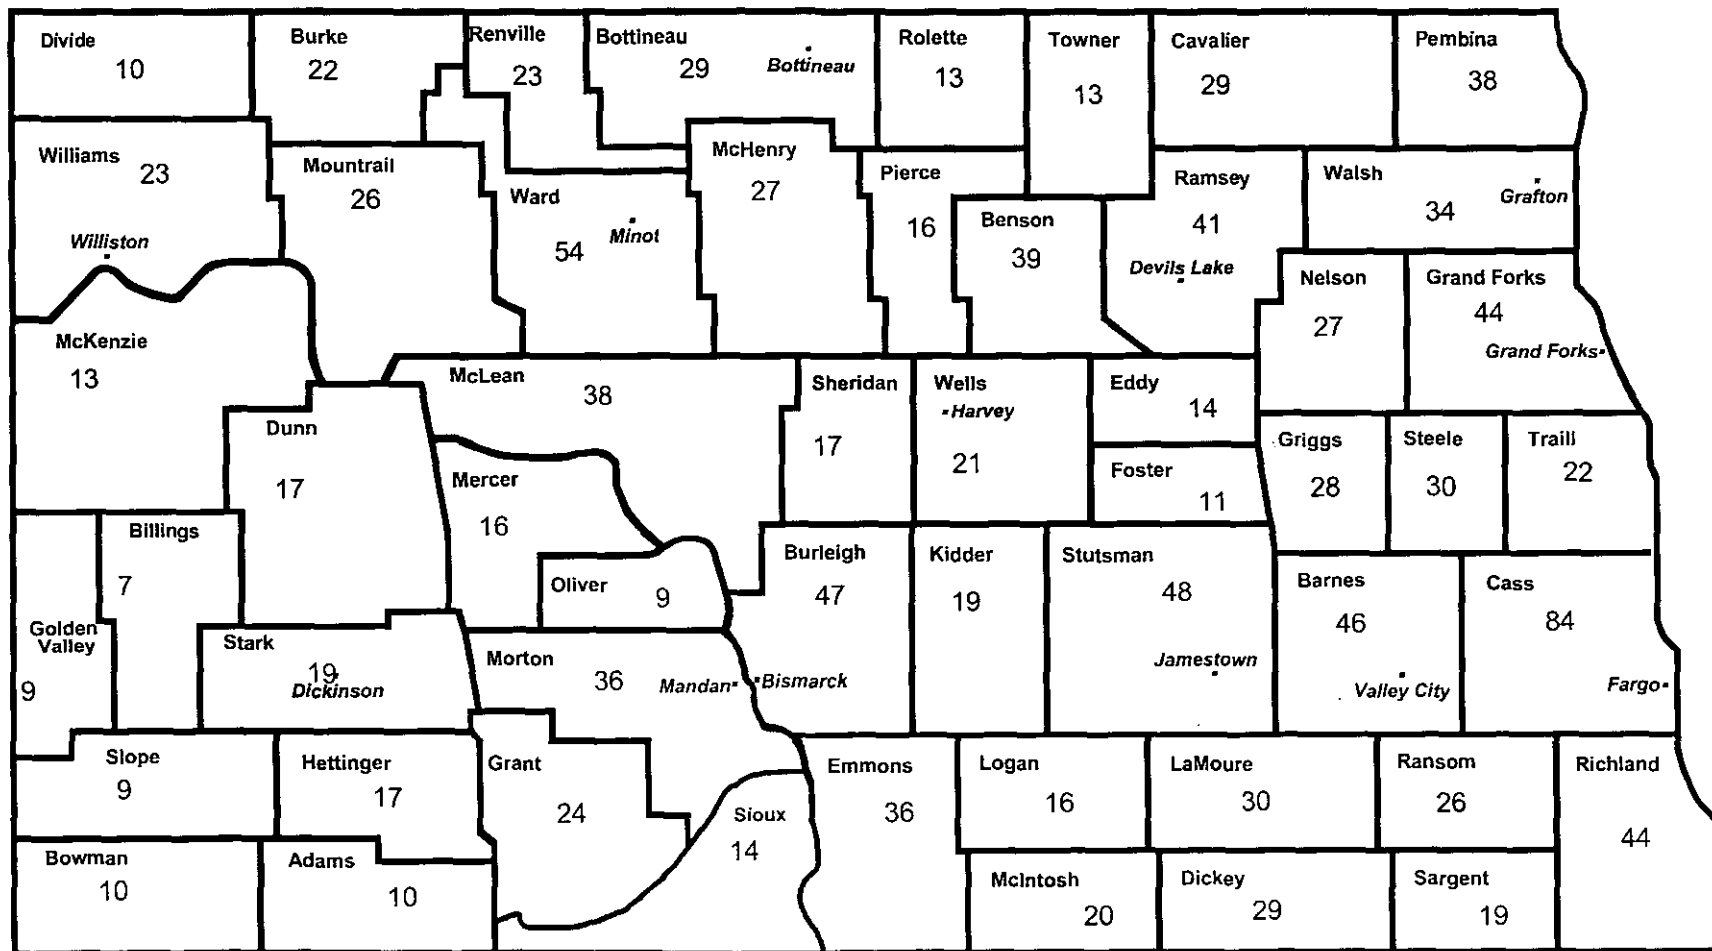 Divide
10
Burke
22
Renville
23
Bottineau
29
Bottineau
Rolette
13
Towner
13
Cavalier
29
Pembina
38
Williams
23
Williston
Mountrail
26
Ward
54
Minot
McHenry
27
Pierce
16
Benson
39
Ramsey
41
Devils Lake
Walsh
34
Grafton
Nelson
27
Grand Forks
44
Grand Forks
McKenzie
13
Dunn
17
McLean
38
Sheridan
17
Wells
Harvey
21
Eddy
14
Foster
11
Griggs
28
Steele
30
Traill
22
Mercer
16
Oliver
9
Billings
7
Golden
Valley
9
Stark
19
Dickinson
Morton
36
Mandan
Bismarck
Burleigh
47
Kidder
19
Stutsman
48
Jamestown
Barnes
46
Valley City
Cass
84
Fargo
Slope
9
Hettinger
17
Grant
24
Sioux
14
Emmons
36
Logan
16
LaMoure
30
Ransom
26
Richland
44
Bowman
10
Adams
10
McIntosh
20
Dickey
29
Sargent
19